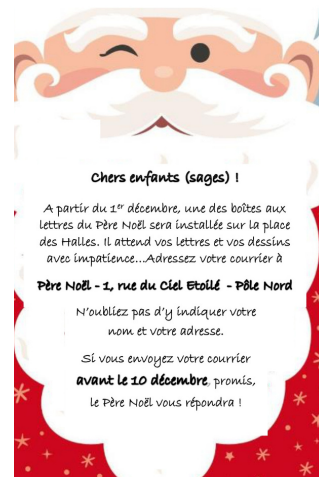 Chers enfants (sages) !
A partir du 1er décembre, une des boîtes aux
lettres du Père Noël sera installée sur la place
des Halles. Il attend vos lettres et vos dessins
avec impatience...Adressez votre courrier à
Père Noël - 1, rue du Ciel Etoilé - Pôle Nord
N'oubliez pas d'y indiquer votre
nom et votre adresse.
Si vous envoyez votre courrier
avant le 10 décembre, promis,
le Père Noël vous répondra !